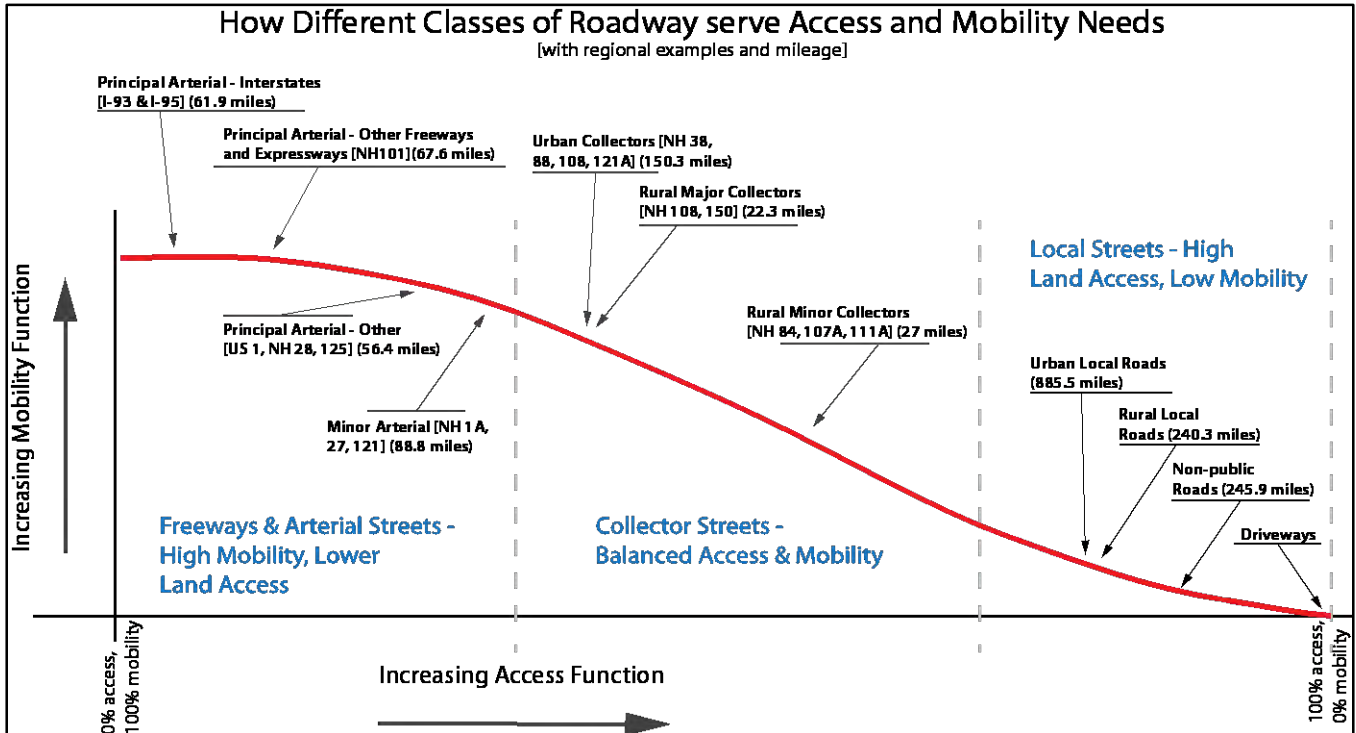 How Different Classes of Roadway serve Access and Mobility Needs
[with regional examples and mileage]
Principal Arterial - Interstates
[I-93 & I-95] (61.9 miles)
Principal Arterial - Other Freeways
and Expressways [NH101] (67.6 miles)
Urban Collectors [NH 38,
88, 108, 121A] (150.3 miles)
Rural Major Collectors
[NH 108, 150] (22.3 miles)
Local Streets - High
Land Access, Low Mobility
Principal Arterial - Other
[US 1, NH 28, 125] (56.4 miles)
Rural Minor Collectors
[NH 84, 107A, 111A] (27 miles)
Minor Arterial [NH 1A,
27, 121] (88.8 miles)
Urban Local Roads
(885.5 miles)
Rural Local
Roads (240.3 miles)
Non-public
Roads (245.9 miles)
Driveways
Freeways & Arterial Streets -
High Mobility, Lower
Land Access
Collector Streets -
Balanced Access & Mobility
Increasing Mobility Function
0% access,
100% mobility
Increasing Access Function
100% access,
0% mobility